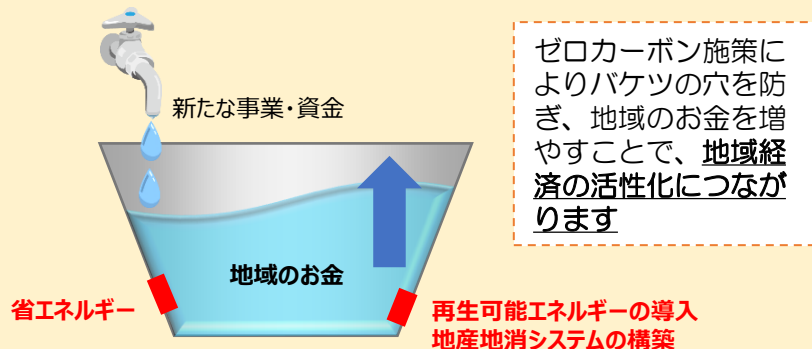 新たな事業・資金
ゼロカーボン施策に
よりバケツの穴を防
ぎ、地域のお金を増
やすことで、地域経
済の活性化につなが
ります
地域のお金
省エネルギー
再生可能エネルギーの導入
地産地消システムの構築